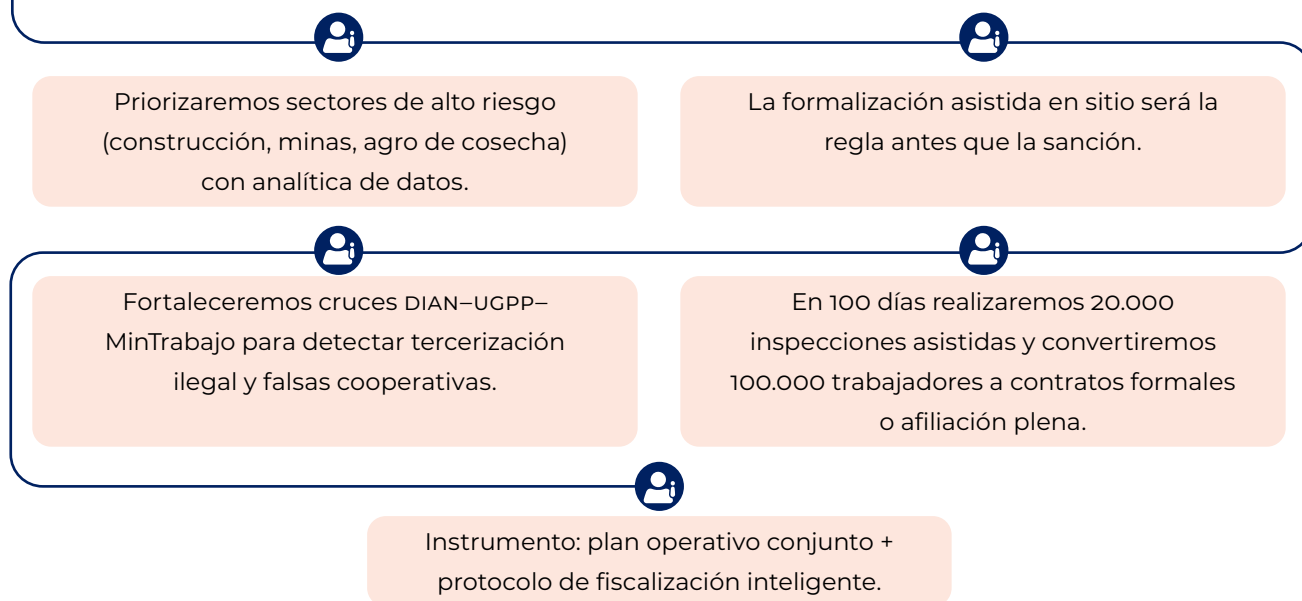 Priorizaremos sectores de alto riesgo
(construcción, minas, agro de cosecha)
con analítica de datos.
La formalización asistida en sitio será la
regla antes que la sanción.
Fortaleceremos cruces DIAN–UGPP–
MinTrabajo para detectar tercerización
ilegal y falsas cooperativas.
En 100 días realizaremos 20.000
inspecciones asistidas y convertiremos
100.000 trabajadores a contratos formales
o afiliación plena.
Instrumento: plan operativo conjunto +
protocolo de fiscalización inteligente.